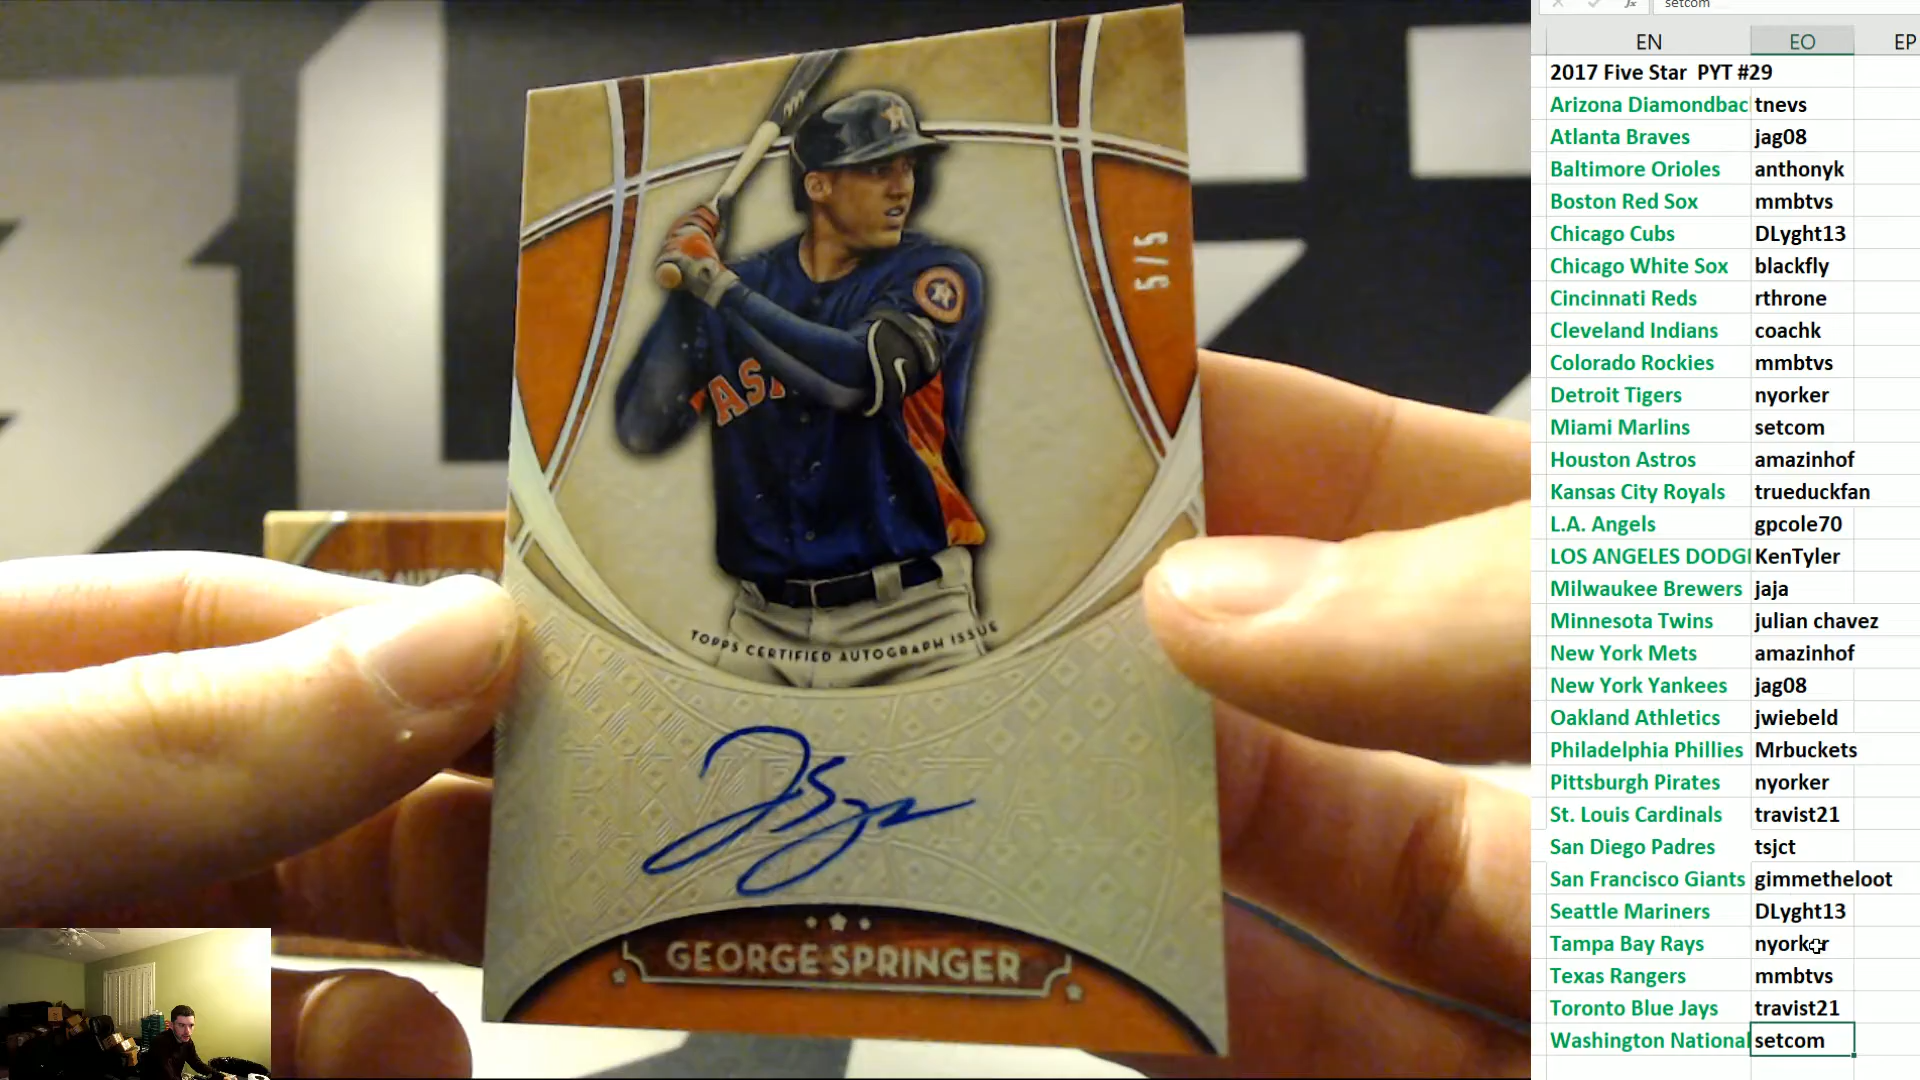 setcom
EN EO EP
2017 Five Star PYT #29
Arizona Diamondbac tnevs
Atlanta Braves jag08
Baltimore Orioles anthonyk
Boston Red Sox mmbtvs
Chicago Cubs DLyght13
Chicago White Sox blackfly
Cincinnati Reds rthrone
Cleveland Indians coachk
Colorado Rockies mmbtvs
Detroit Tigers nyorker
Miami Marlins setcom
Houston Astros amazinhof
Kansas City Royals trueduckfan
L.A. Angels gpcole70
LOS ANGELES DODG KenTyler
Milwaukee Brewers jaja
Minnesota Twins julian chavez
New York Mets amazinhof
New York Yankees jag08
Oakland Athletics jwiebeld
Philadelphia Phillies Mrbuckets
Pittsburgh Pirates nyorker
St. Louis Cardinals travist21
San Diego Padres tsjct
San Francisco Giants gimmetheloot
Seattle Mariners DLyght13
Tampa Bay Rays nyorker
Texas Rangers mmbtvs
Toronto Blue Jays travist21
Washington National setcom
5/5
TOPPS CERTIFIED AUTOGRAPH ISSUE
FIVE STAR
GEORGE SPRINGER